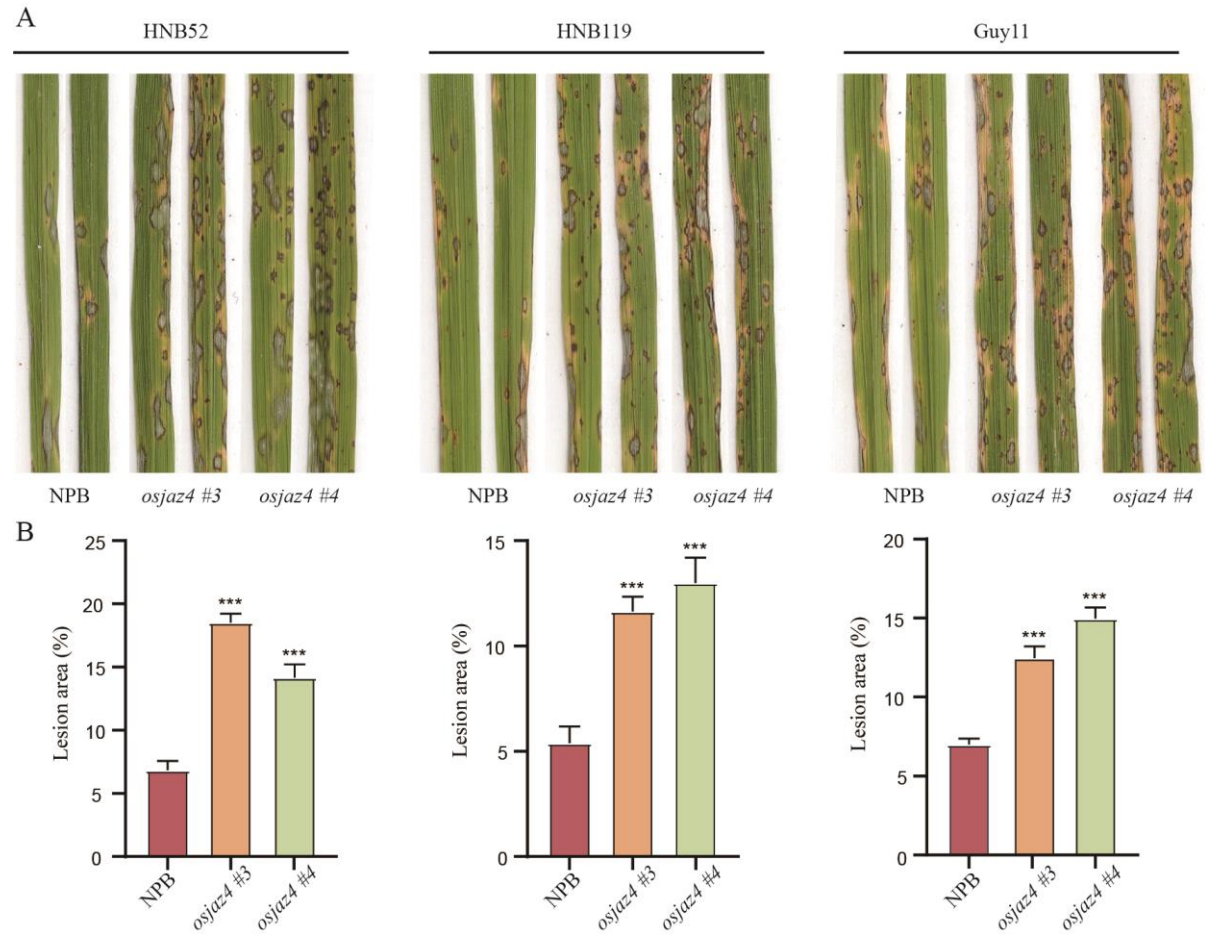 A
HNB52 HNB119 Guy11
NPB osjaz4 #3 osjaz4 #4 NPB osjaz4 #3 osjaz4 #4 NPB osjaz4 #3 osjaz4 #4
B
Lesion area (%)
25
20
15
10
5
0
***
***
NPB
osjaz4 #3
osjaz4 #4
Lesion area (%)
15
10
5
0
***
***
NPB
osjaz4 #3
osjaz4 #4
Lesion area (%)
20
15
10
5
0
***
***
NPB
osjaz4 #3
osjaz4 #4